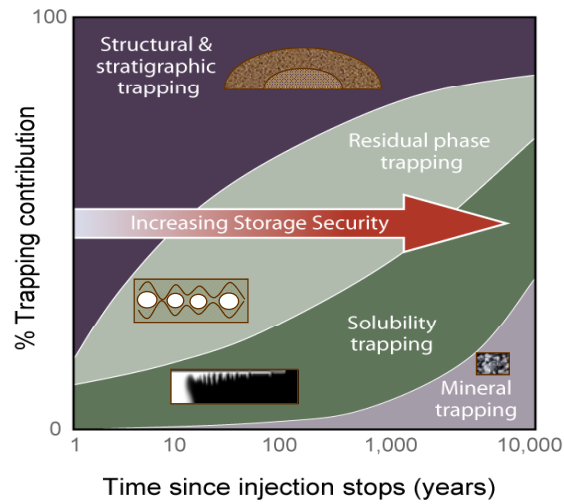 100
Structural &
stratigraphic
trapping
Residual phase
trapping
Increasing Storage Security
% Trapping contribution
Solubility
trapping
Mineral
trapping
0
1
10
100
1,000
10,000
Time since injection stops (years)